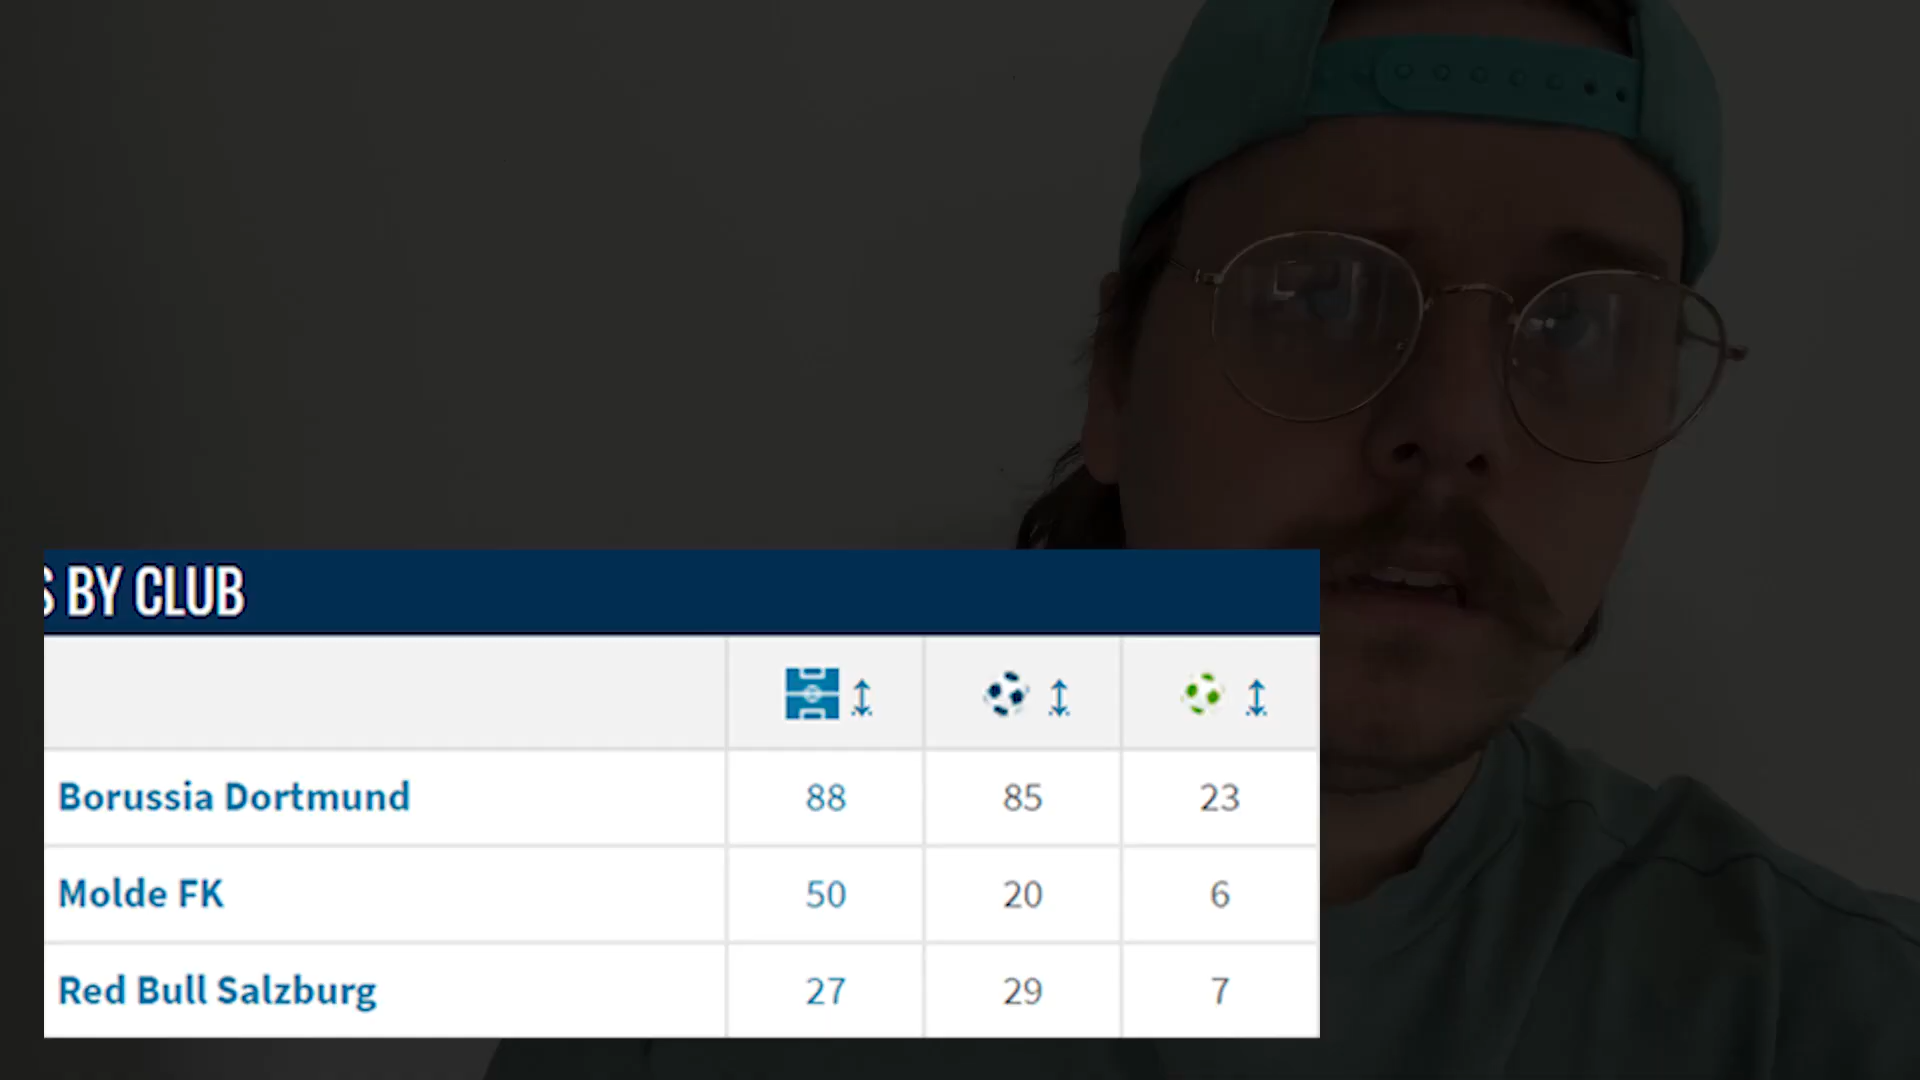 S BY CLUB
Borussia Dortmund 88 85 23
Molde FK 50 20 6
Red Bull Salzburg 27 29 7